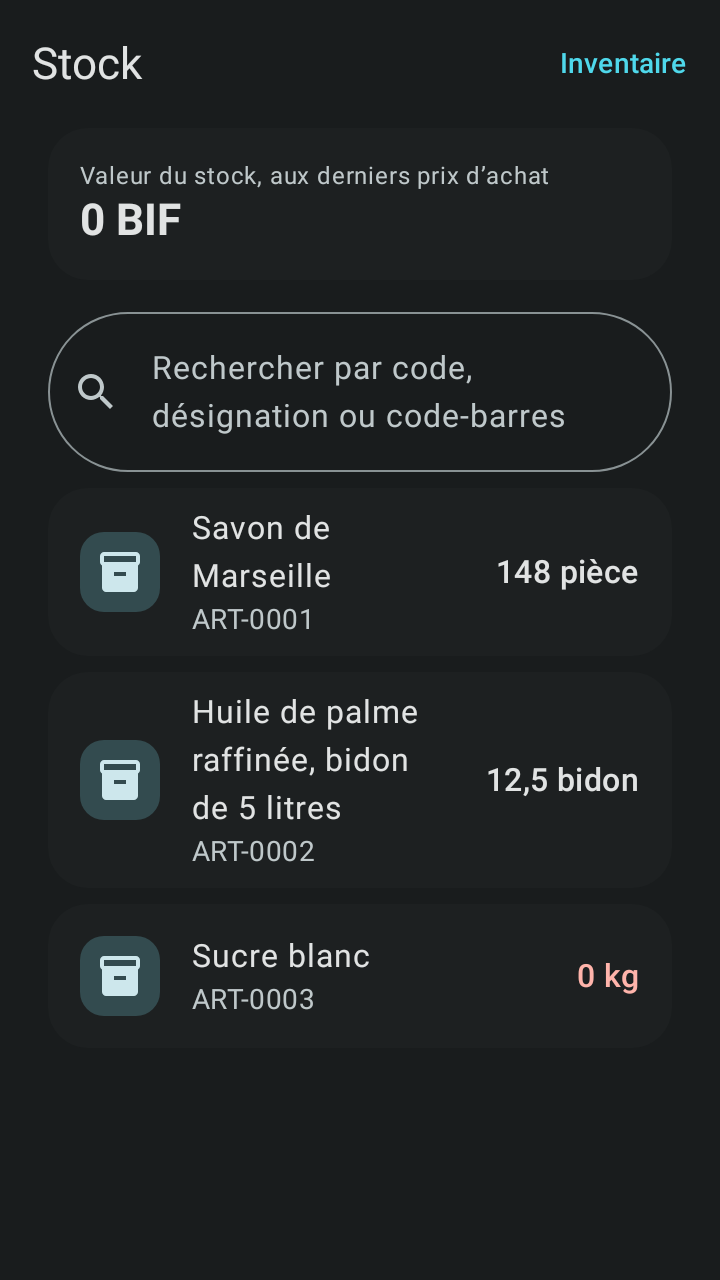 Stock
Inventaire
Valeur du stock, aux derniers prix d’achat
0 BIF
Rechercher par code,
désignation ou code-barres
Savon de
Marseille
ART-0001
148 pièce
Huile de palme
raffinée, bidon
de 5 litres
ART-0002
12,5 bidon
Sucre blanc
ART-0003
0 kg